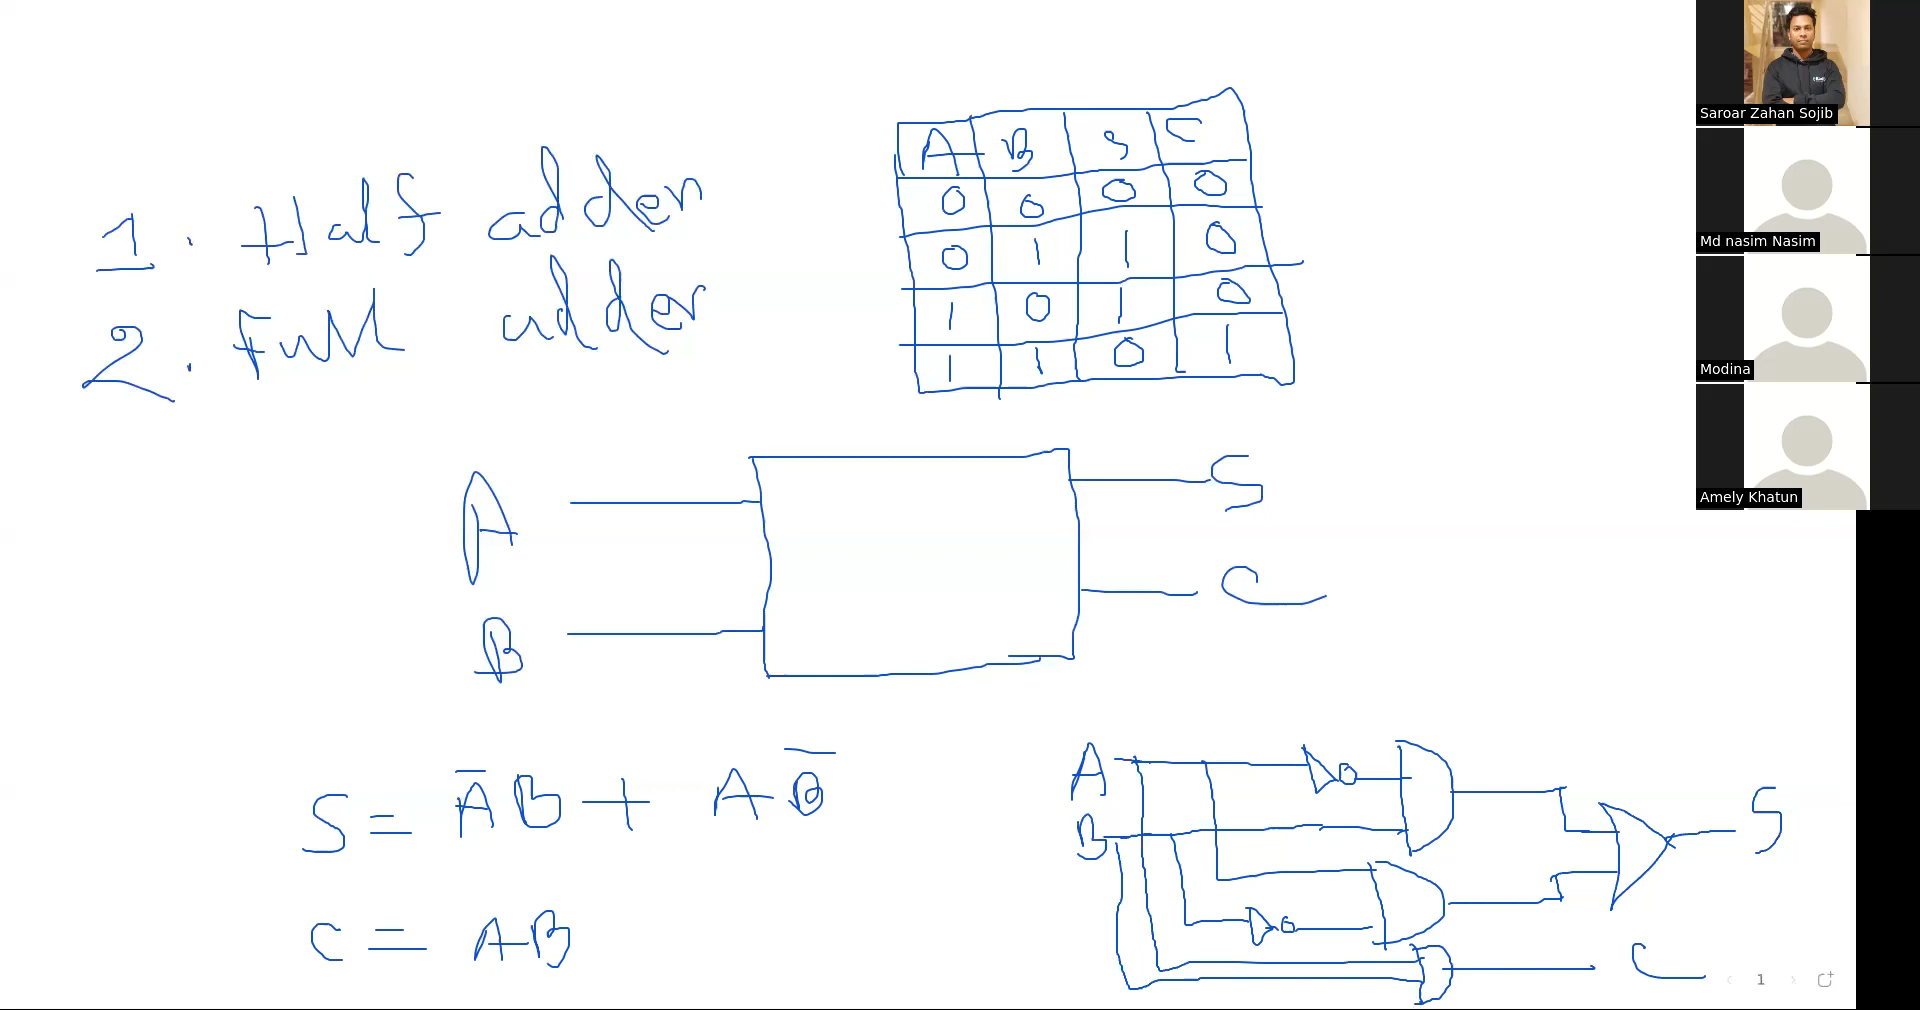 1. Half adder
2. Full adder
A B S C
0 0 0 0
0 1 1 0
1 0 1 0
1 1 0 1
A
B
S
C
S = A̅B + AB̅
C = AB
A
B
S
C
1
Saroar Zahan Sojib
Md nasim Nasim
Modina
Amely Khatun